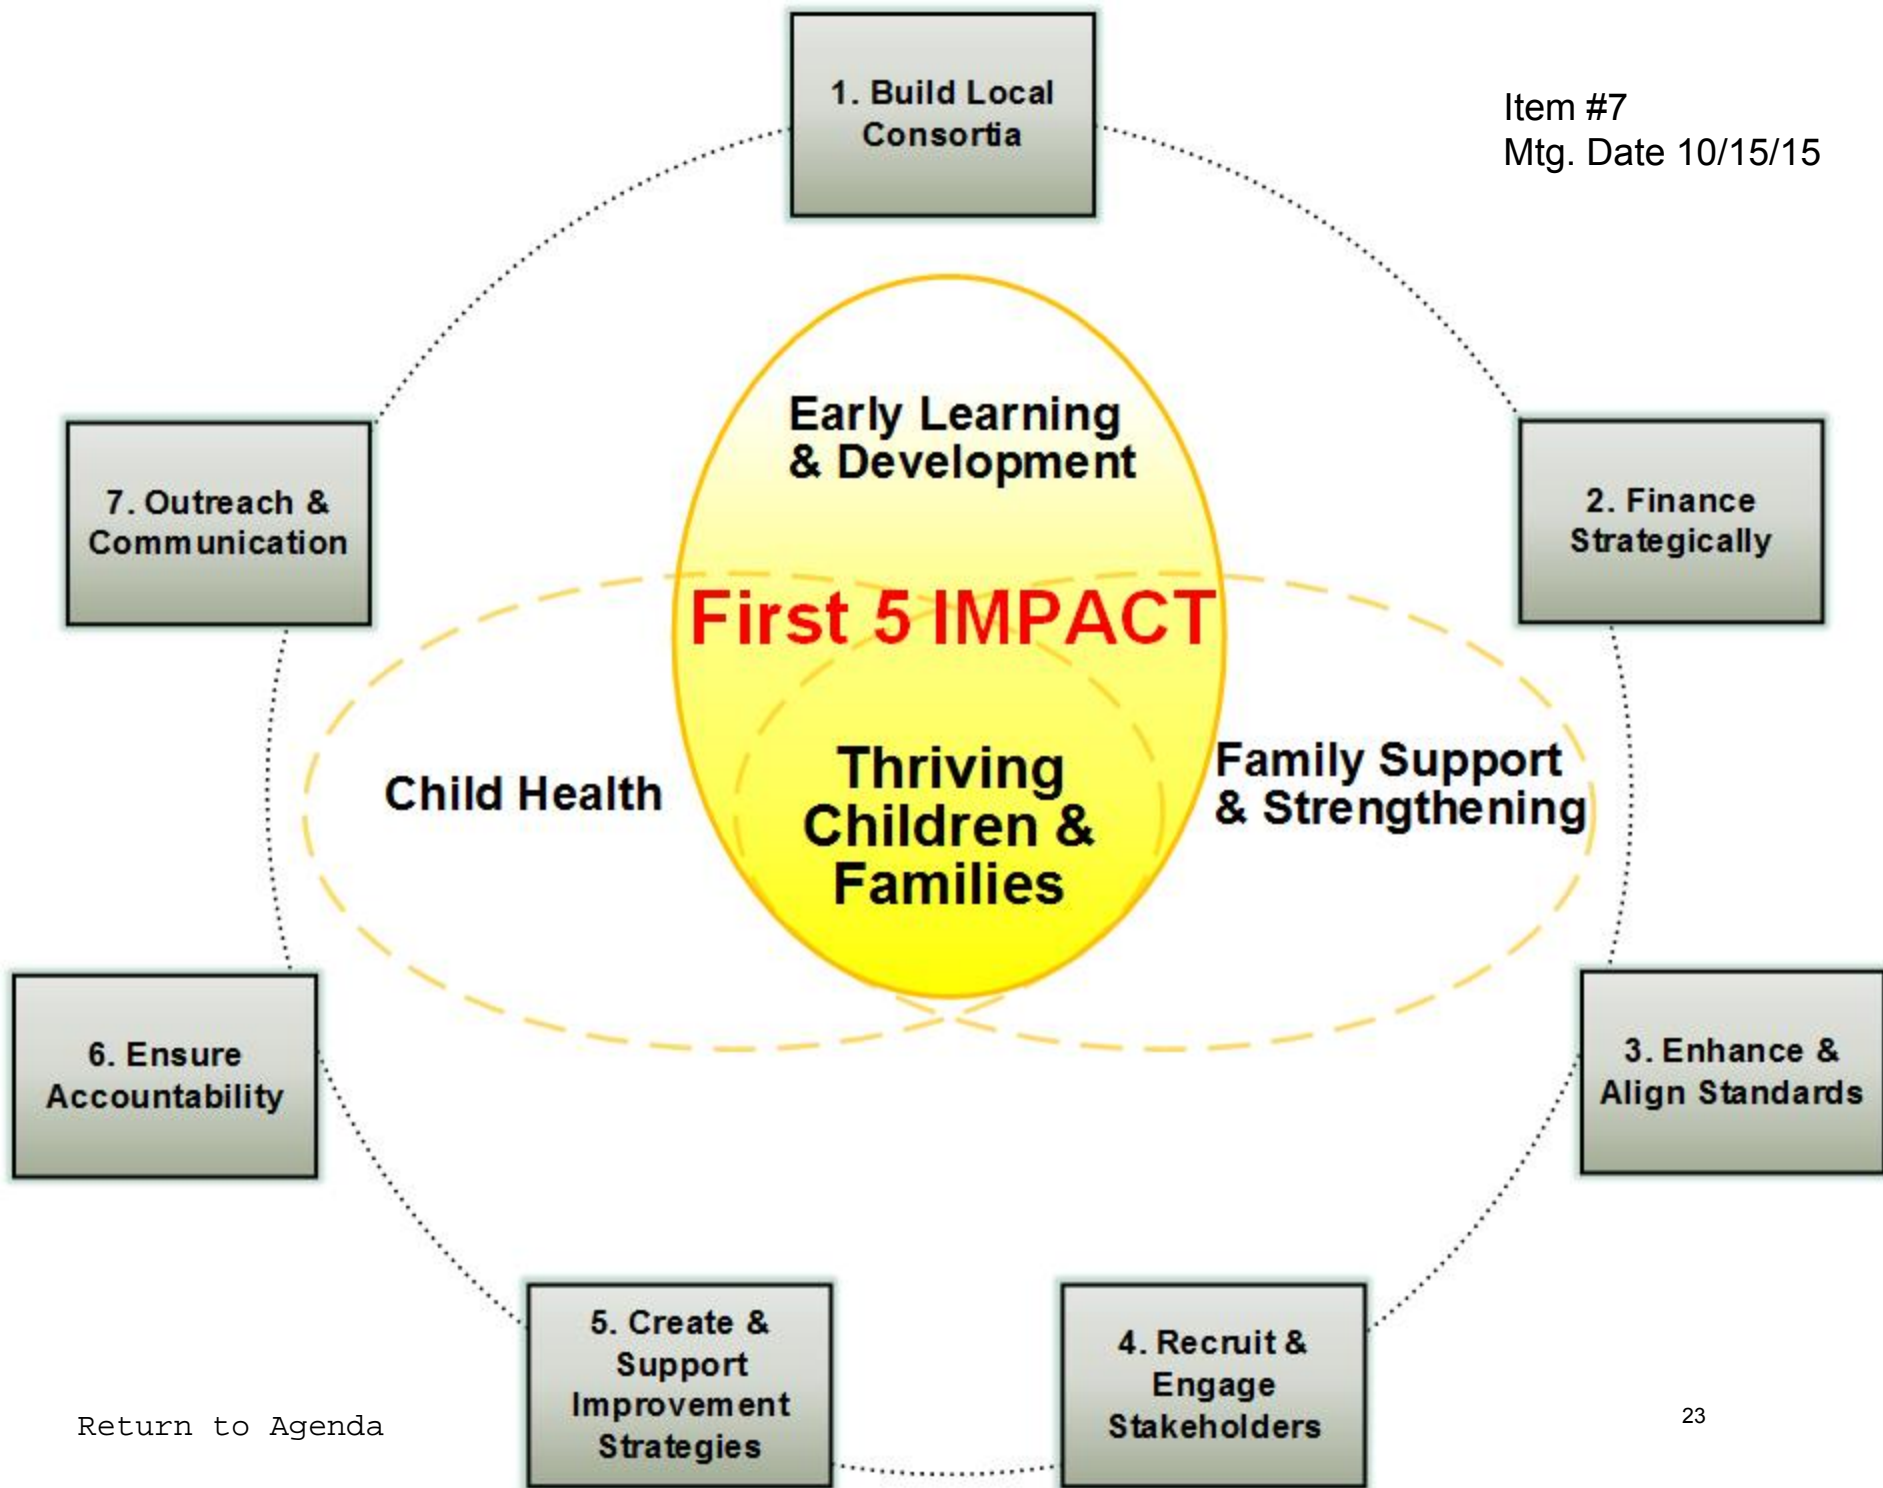 1. Build Local
Consortia
Item #7
Mtg. Date 10/15/15
Early Learning
& Development
7. Outreach &
Communication
2. Finance
Strategically
First 5 IMPACT
Child Health
Thriving
Children &
Families
Family Support
& Strengthening
6. Ensure
Accountability
3. Enhance &
Align Standards
5. Create &
Support
Improvement
Strategies
4. Recruit &
Engage
Stakeholders
Return to Agenda
23